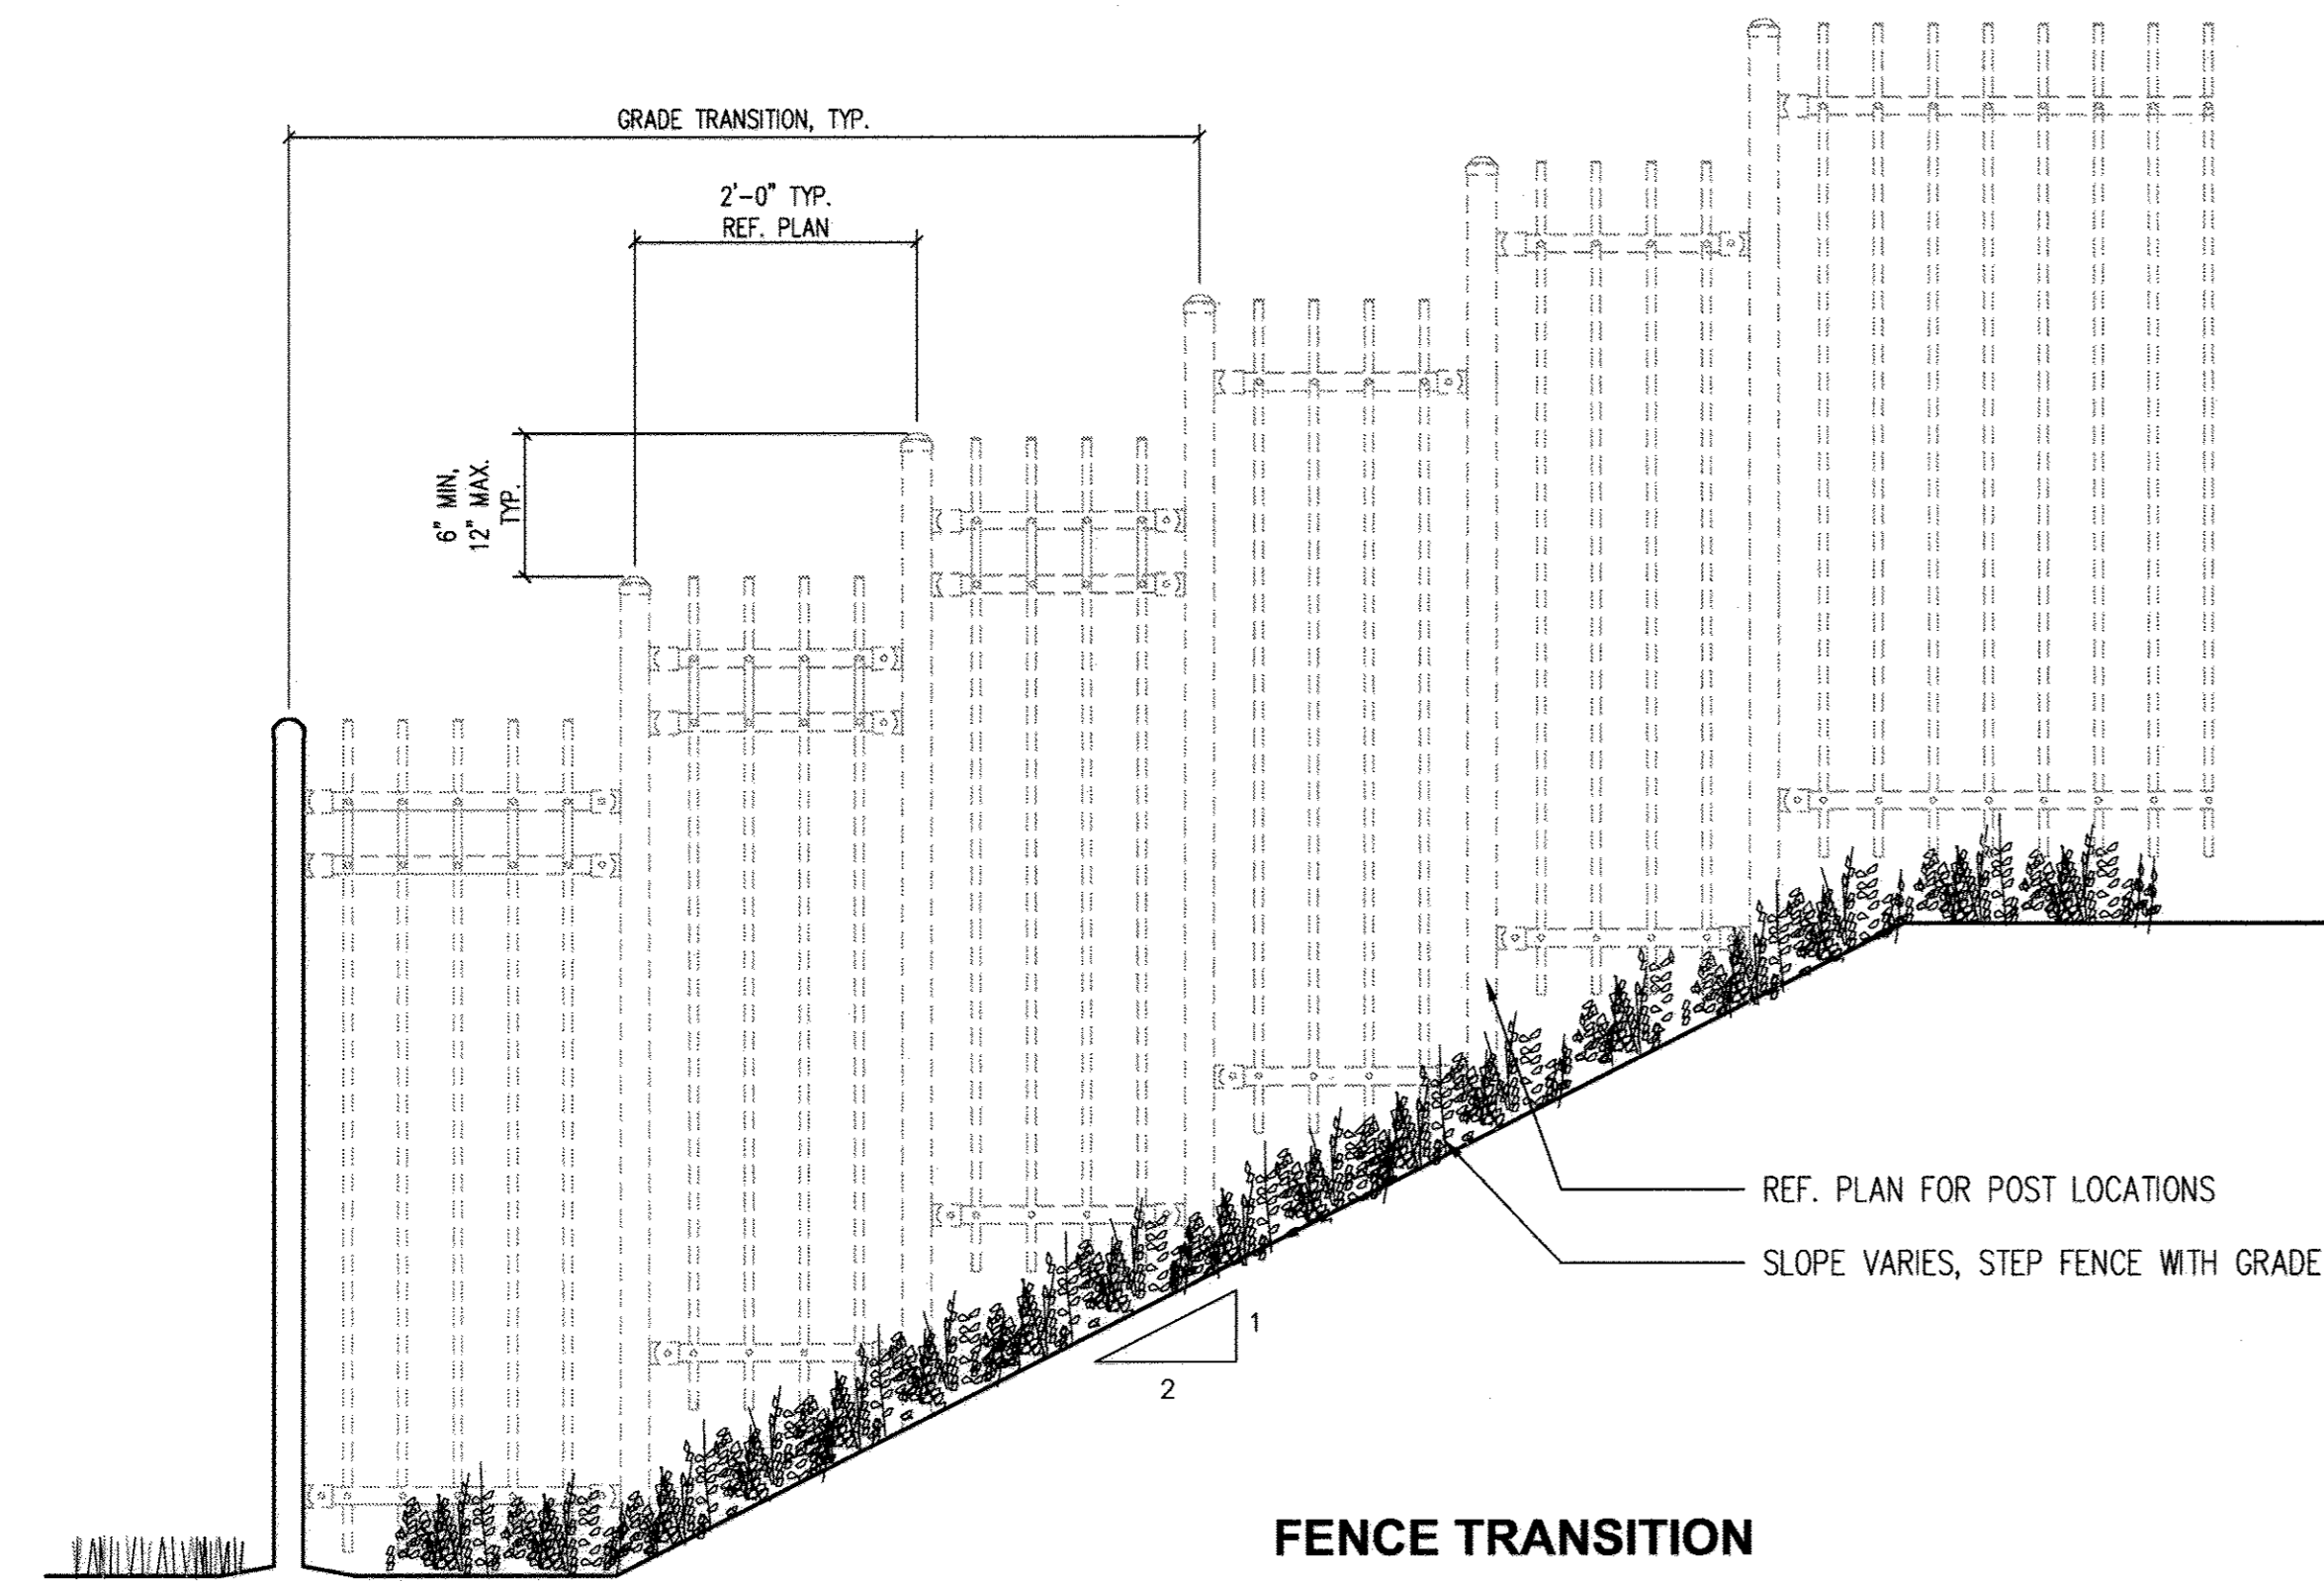 GRADE TRANSITION, TYP.
2'-0" TYP.
REF. PLAN
6" MIN,
12" MAX.
TYP.
REF. PLAN FOR POST LOCATIONS
SLOPE VARIES, STEP FENCE WITH GRADE
1
2
FENCE TRANSITION